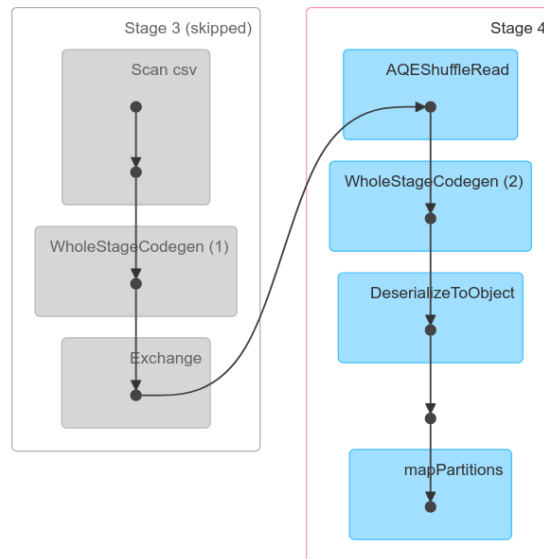 Stage 3 (skipped)
Scan csv
WholeStageCodegen (1)
Exchange
Stage 4
AQEShuffleRead
WholeStageCodegen (2)
DeserializeToObject
mapPartitions